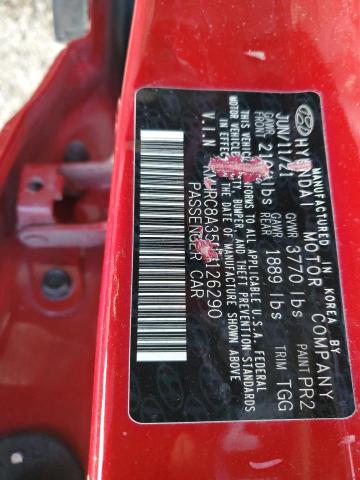 MANUFACTURED IN KOREA
HYUNDAI MOTOR COMPANY
JUN/11/21 GVWR 3770 lbs PAINT PR2
GAWR FRONT lbs GAWR REAR 1889 lbs TRIM TGG
THIS VEHICLE CONFORMS TO ALL APPLICABLE U.S.A. FEDERAL
MOTOR VEHICLE SAFETY, BUMPER, AND THEFT PREVENTION STANDARDS
IN EFFECT THE DATE OF MANUFACTURE SHOWN ABOVE.
V.I.N 126290
PASSENGER CAR